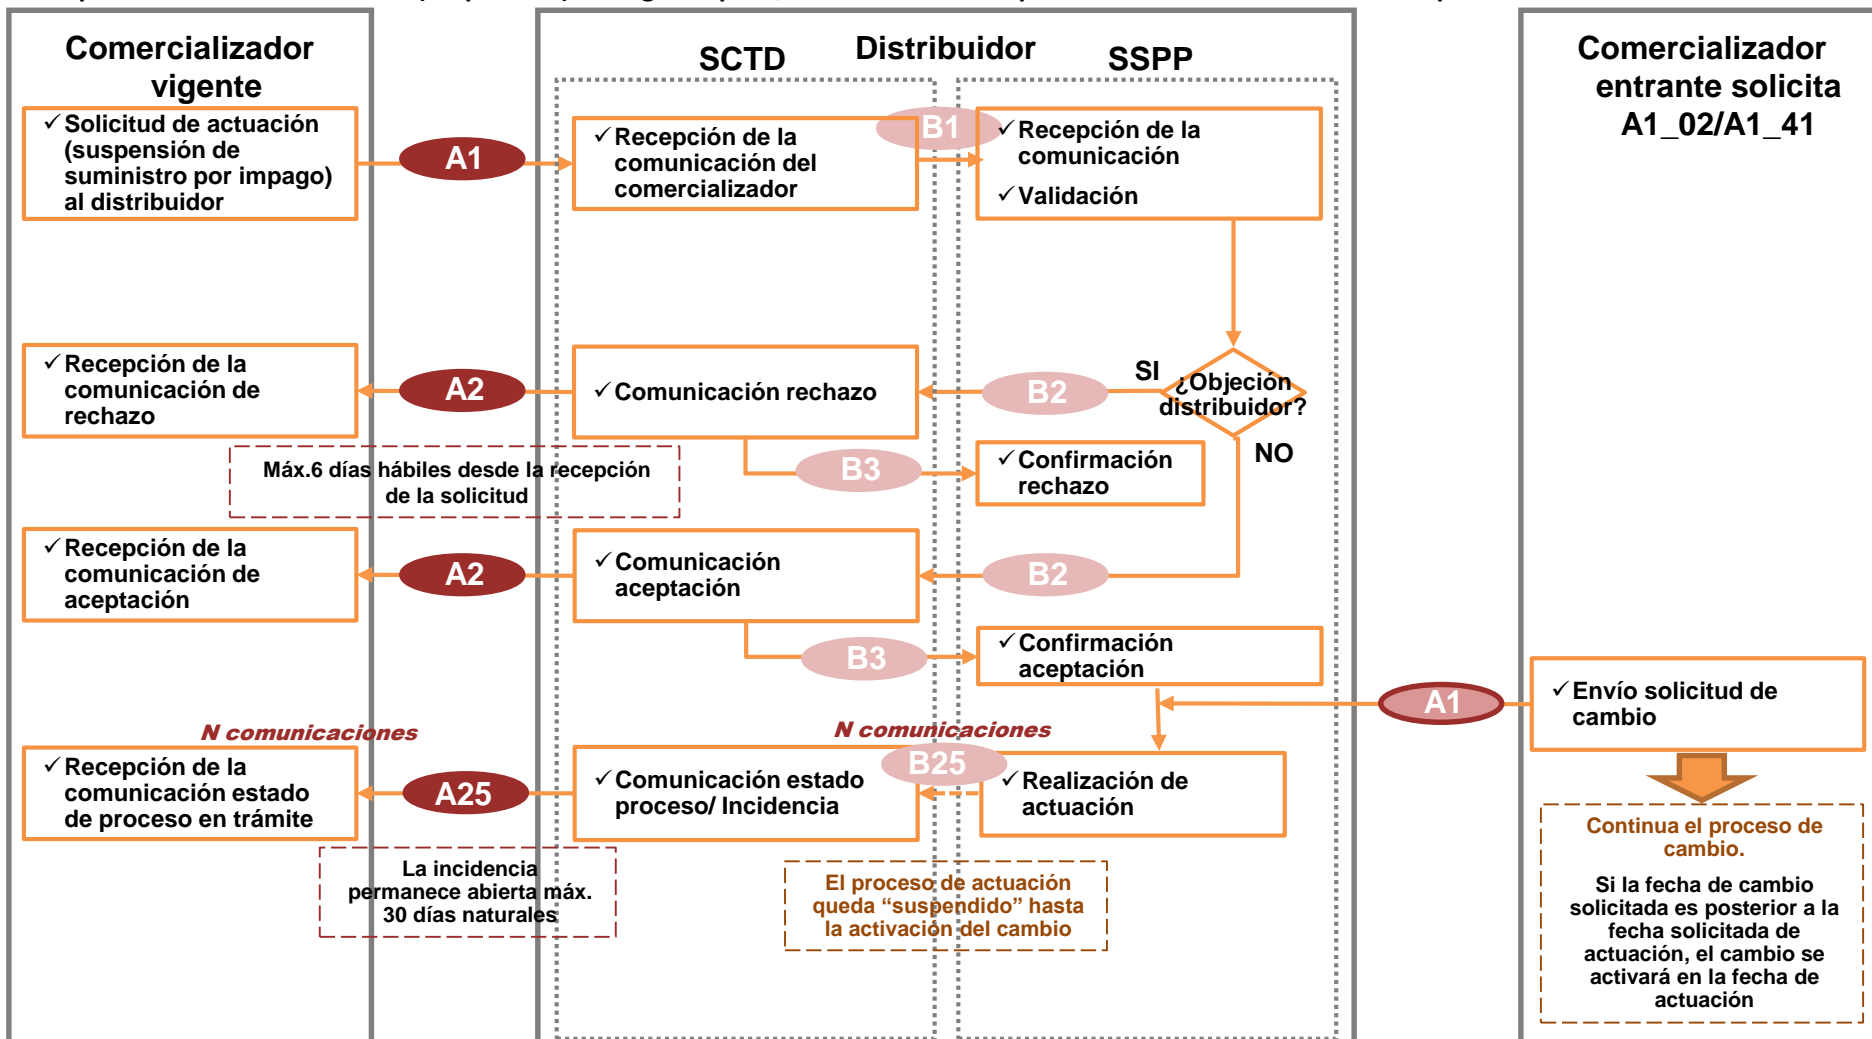 Comercializador
vigente
Distribuidor
SCTD
SSPP
Comercializador
entrante solicita
A1_02/A1_41
✓ Solicitud de actuación
(suspensión de
suministro por impago)
al distribuidor
A1
✓ Recepción de la
comunicación del
comercializador
B1
✓ Recepción de la
comunicación
✓ Validación
✓ Recepción de la
comunicación de
rechazo
A2
✓ Comunicación rechazo
B2
SI
¿Objeción
distribuidor?
NO
Máx.6 días hábiles desde la recepción
de la solicitud
B3
✓ Confirmación
rechazo
✓ Recepción de la
comunicación de
aceptación
A2
✓ Comunicación
aceptación
B2
B3
✓ Confirmación
aceptación
A1
✓ Envío solicitud de
cambio
N comunicaciones
N comunicaciones
✓ Recepción de la
comunicación estado
de proceso en trámite
A25
✓ Comunicación estado
proceso/ Incidencia
B25
✓ Realización de
actuación
La incidencia
permanece abierta máx.
30 días naturales
El proceso de actuación
queda “suspendido” hasta
la activación del cambio
Continua el proceso de
cambio.
Si la fecha de cambio
solicitada es posterior a la
fecha solicitada de
actuación, el cambio se
activará en la fecha de
actuación